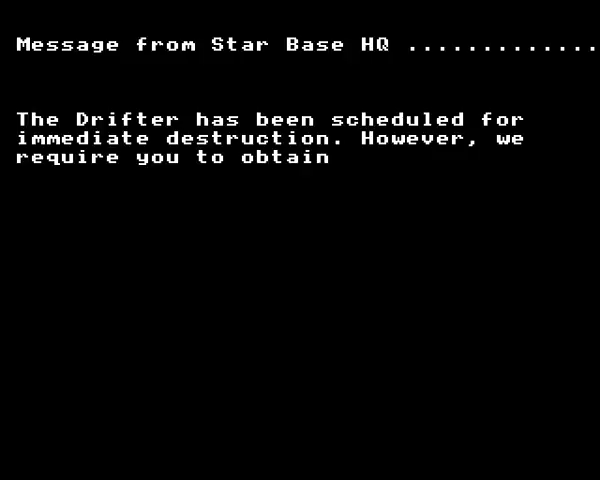 Message from Star Base HQ .............
The Drifter has been scheduled for
immediate destruction. However, we
require you to obtain